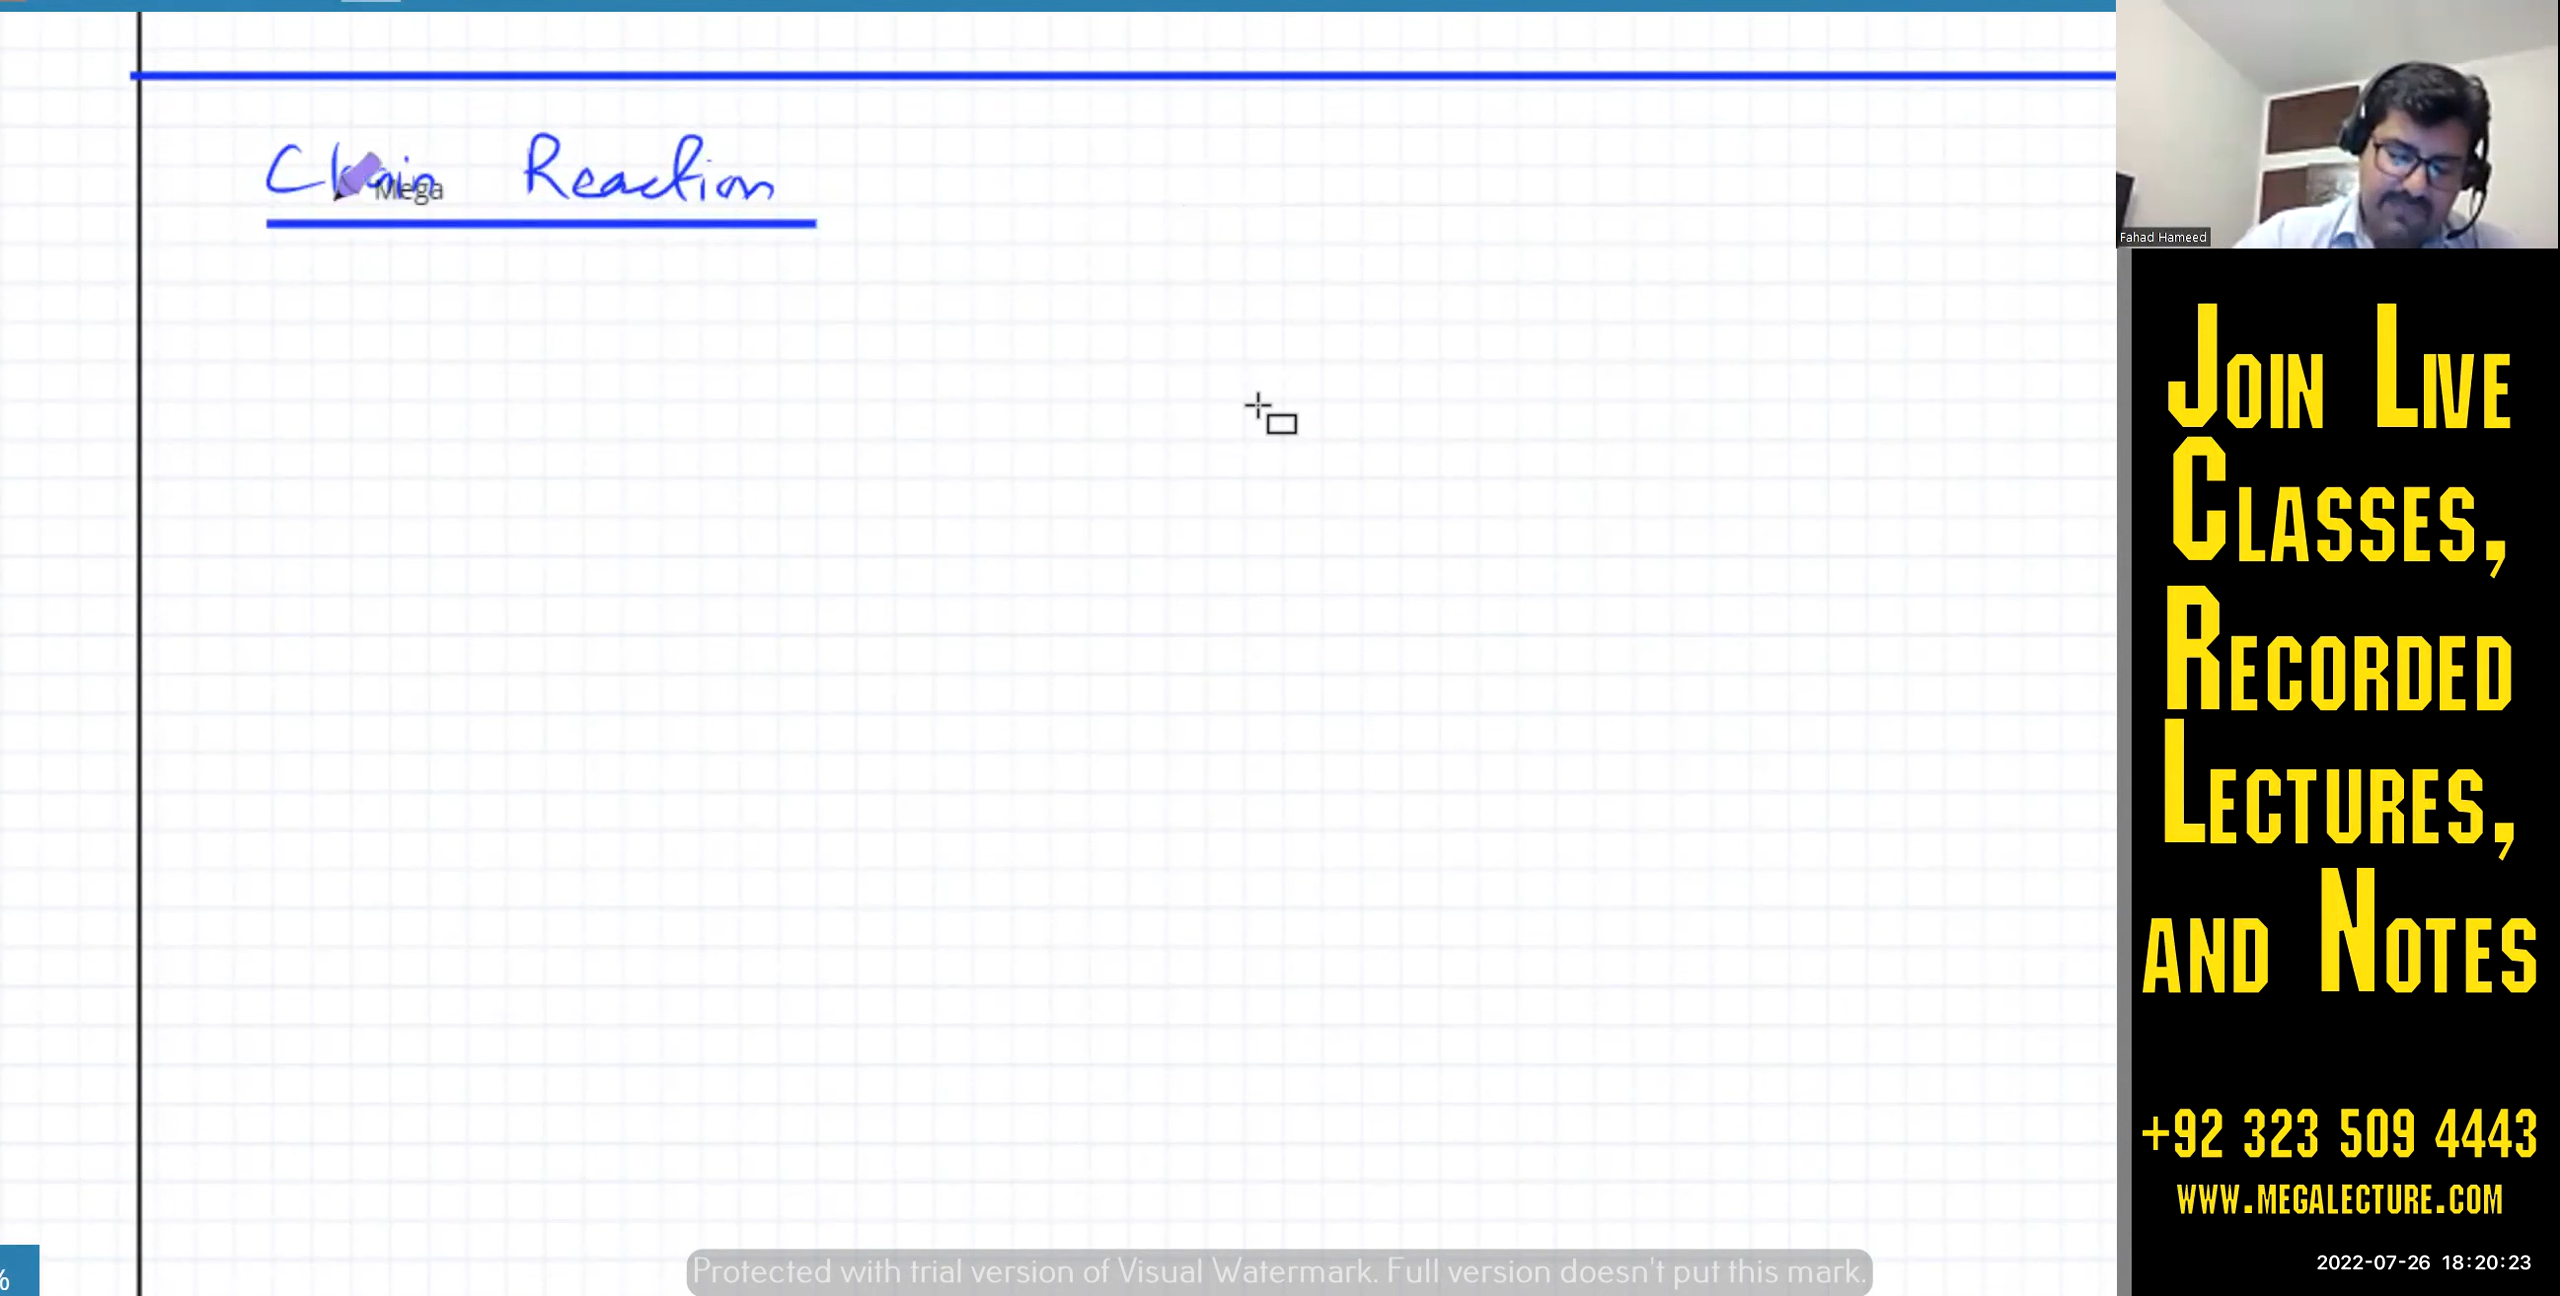 Chain Reaction
Mega
Fahad Hameed
JOIN LIVE
CLASSES,
RECORDED
LECTURES,
AND NOTES
+92 323 509 4443
WWW.MEGALECTURE.COM
2022-07-26 18:20:23
%
Protected with trial version of Visual Watermark. Full version doesn't put this mark.